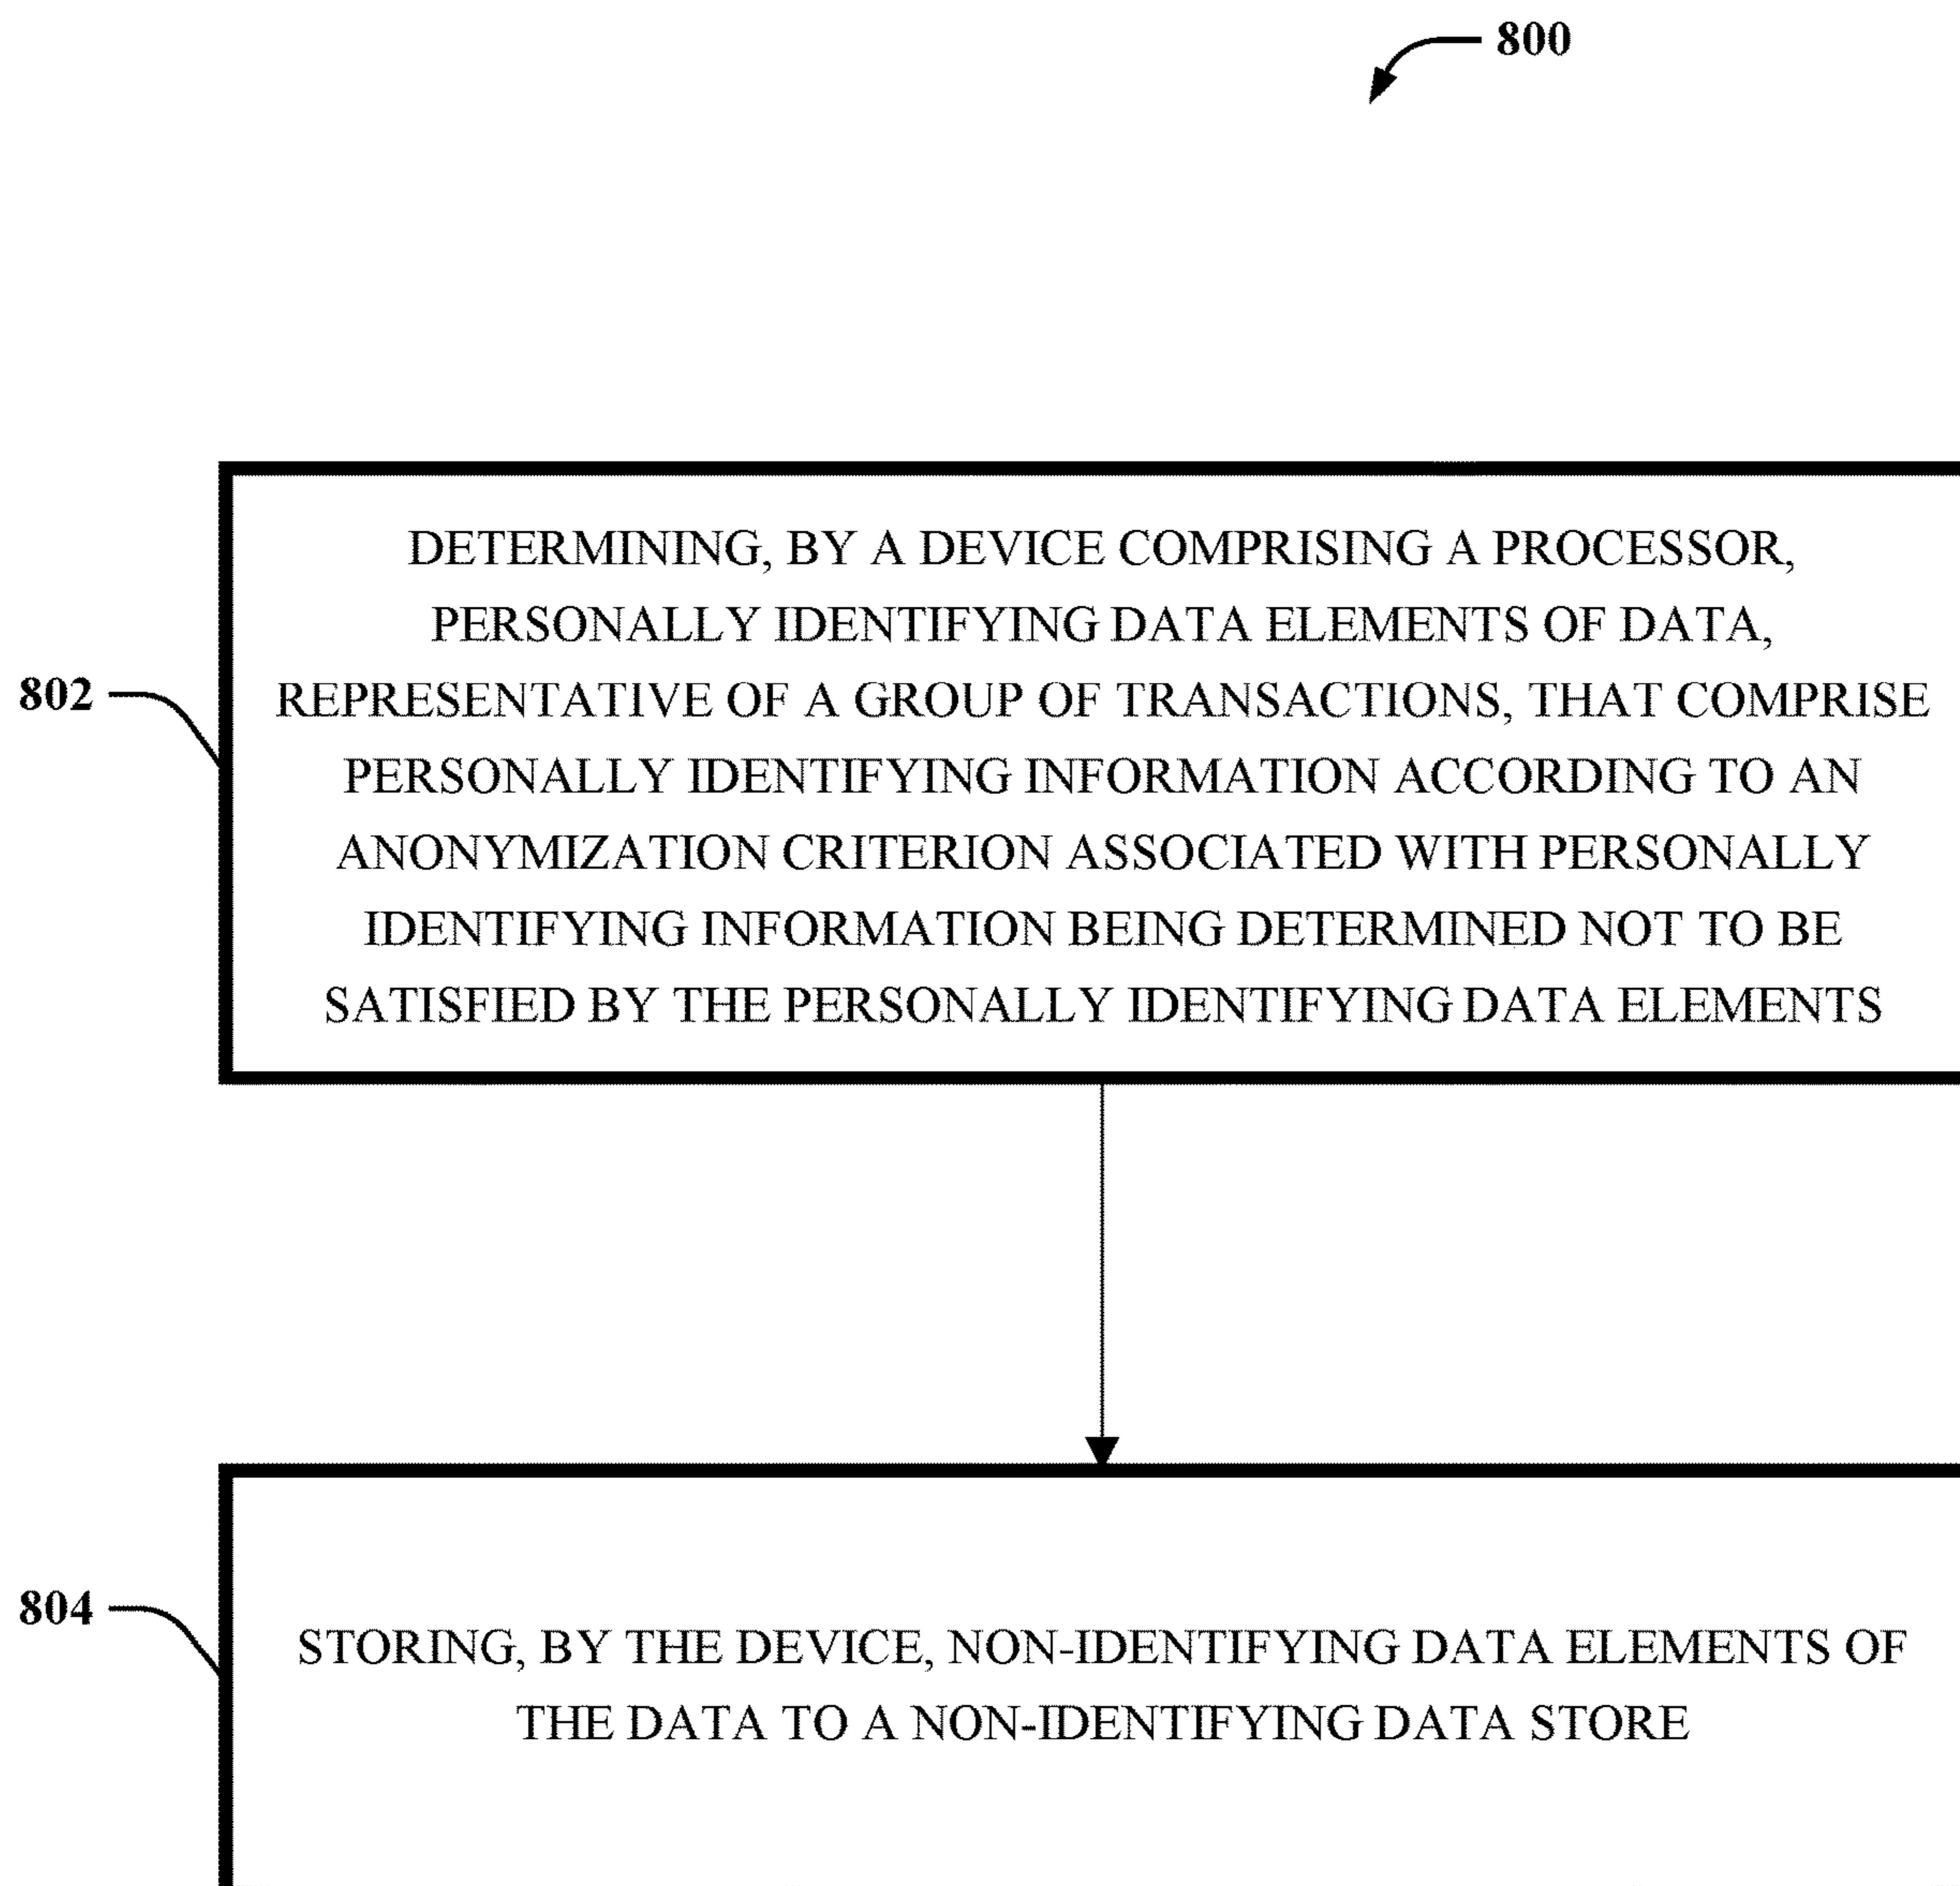 800
802
DETERMINING, BY A DEVICE COMPRISING A PROCESSOR,
PERSONALLY IDENTIFYING DATA ELEMENTS OF DATA,
REPRESENTATIVE OF A GROUP OF TRANSACTIONS, THAT COMPRISE
PERSONALLY IDENTIFYING INFORMATION ACCORDING TO AN
ANONYMIZATION CRITERION ASSOCIATED WITH PERSONALLY
IDENTIFYING INFORMATION BEING DETERMINED NOT TO BE
SATISFIED BY THE PERSONALLY IDENTIFYING DATA ELEMENTS
804
STORING, BY THE DEVICE, NON-IDENTIFYING DATA ELEMENTS OF
THE DATA TO A NON-IDENTIFYING DATA STORE